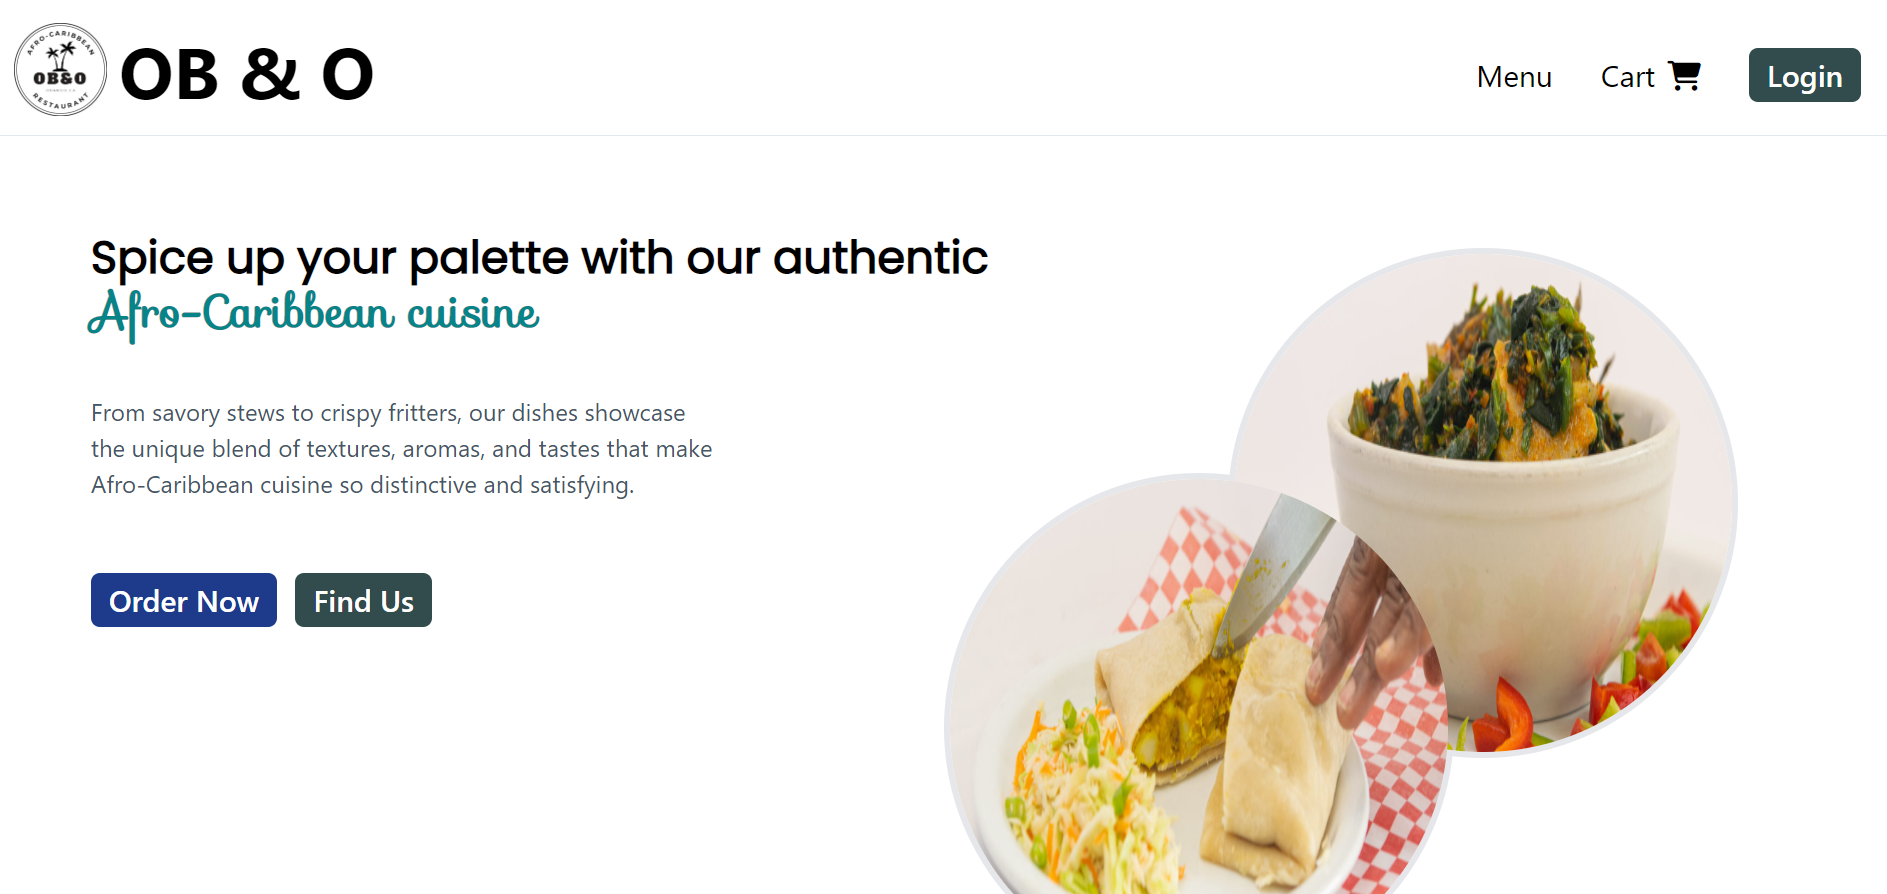 AFRO-CARIBBEAN
OB&O
RESTAURANT
OB & O
Menu
Cart
Login
Spice up your palette with our authentic
Afro-Caribbean cuisine
From savory stews to crispy fritters, our dishes showcase
the unique blend of textures, aromas, and tastes that make
Afro-Caribbean cuisine so distinctive and satisfying.
Order Now
Find Us